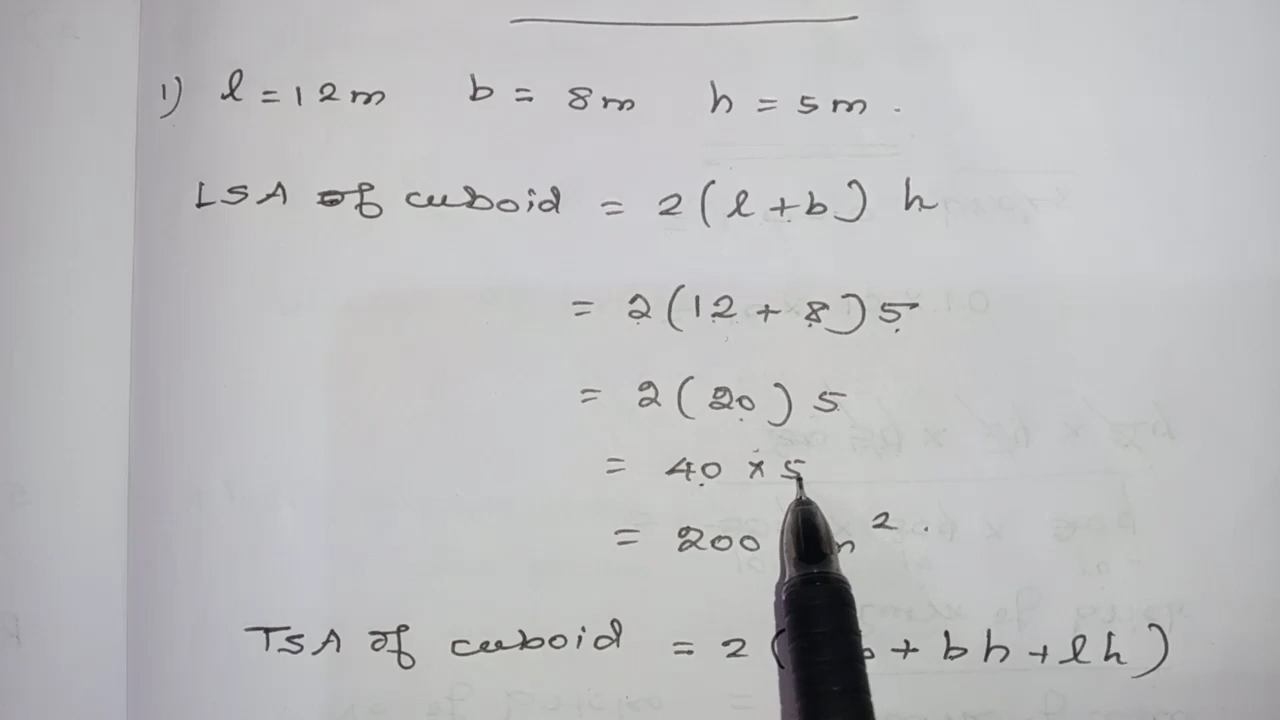 1) l = 12m b = 8m h = 5m .
LSA of cuboid = 2(l+b) h
= 2(12 + 8) 5
= 2(20) 5
= 40 × 5
= 200 m² .
TSA of cuboid = 2( + bh + lh)